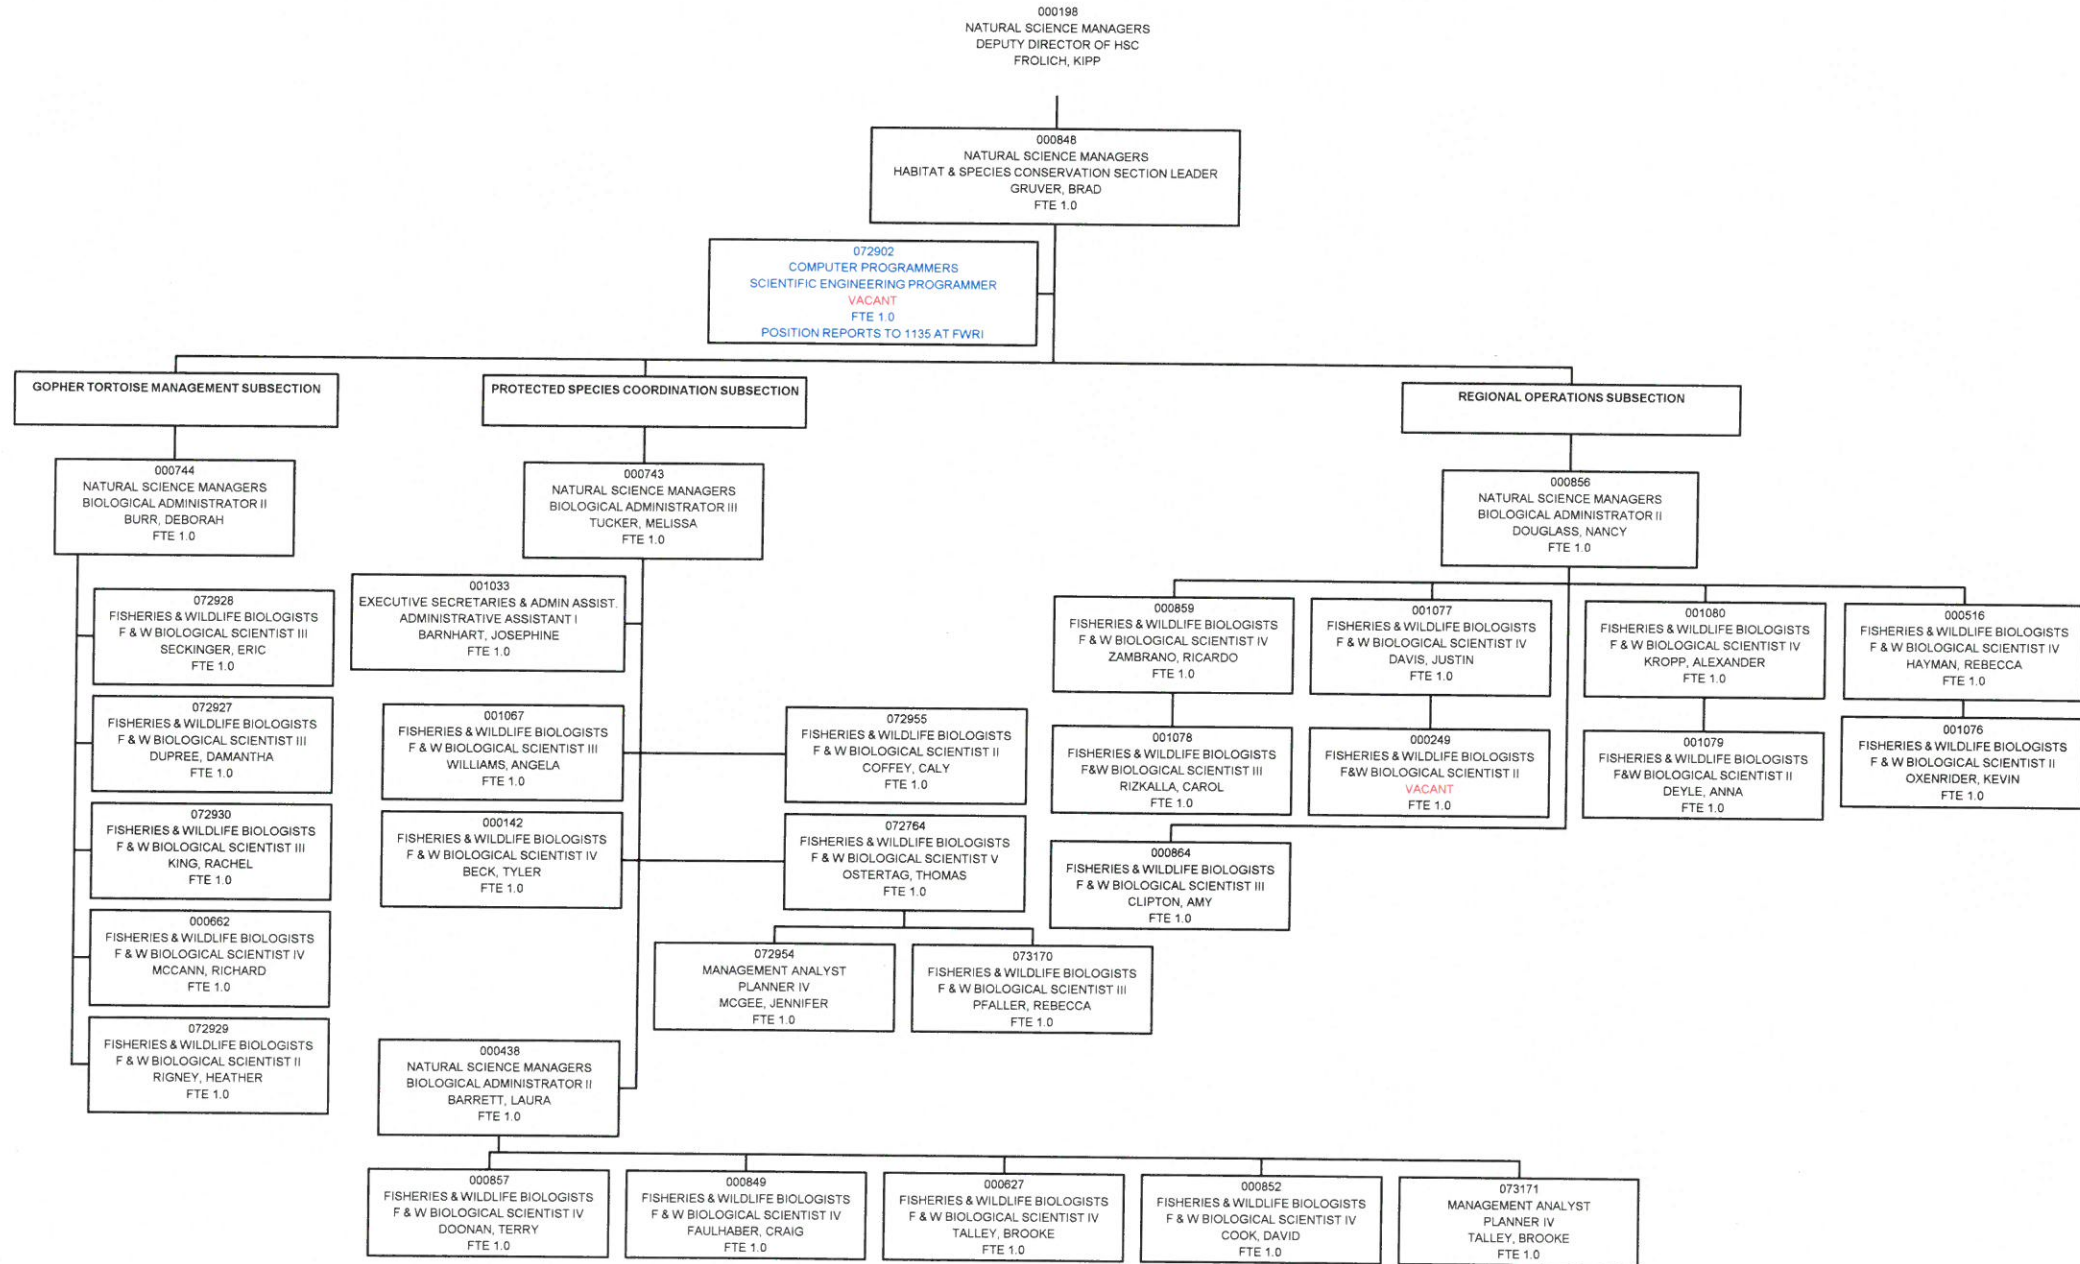 000198
NATURAL SCIENCE MANAGERS
DEPUTY DIRECTOR OF HSC
FROLICH, KIPP
000848
NATURAL SCIENCE MANAGERS
HABITAT & SPECIES CONSERVATION SECTION LEADER
GRUVER, BRAD
FTE 1.0
072902
COMPUTER PROGRAMMERS
SCIENTIFIC ENGINEERING PROGRAMMER
VACANT
FTE 1.0
POSITION REPORTS TO 1135 AT FWRI
GOPHER TORTOISE MANAGEMENT SUBSECTION
000744
NATURAL SCIENCE MANAGERS
BIOLOGICAL ADMINISTRATOR II
BURR, DEBORAH
FTE 1.0
072928
FISHERIES & WILDLIFE BIOLOGISTS
F & W BIOLOGICAL SCIENTIST III
SECKINGER, ERIC
FTE 1.0
072927
FISHERIES & WILDLIFE BIOLOGISTS
F & W BIOLOGICAL SCIENTIST III
DUPREE, DAMANTHA
FTE 1.0
072930
FISHERIES & WILDLIFE BIOLOGISTS
F & W BIOLOGICAL SCIENTIST III
KING, RACHEL
FTE 1.0
000662
FISHERIES & WILDLIFE BIOLOGISTS
F & W BIOLOGICAL SCIENTIST IV
MCCANN, RICHARD
FTE 1.0
072929
FISHERIES & WILDLIFE BIOLOGISTS
F & W BIOLOGICAL SCIENTIST II
RIGNEY, HEATHER
FTE 1.0
PROTECTED SPECIES COORDINATION SUBSECTION
000743
NATURAL SCIENCE MANAGERS
BIOLOGICAL ADMINISTRATOR III
TUCKER, MELISSA
FTE 1.0
001033
EXECUTIVE SECRETARIES & ADMIN ASSIST.
ADMINISTRATIVE ASSISTANT I
BARNHART, JOSEPHINE
FTE 1.0
001067
FISHERIES & WILDLIFE BIOLOGISTS
F & W BIOLOGICAL SCIENTIST III
WILLIAMS, ANGELA
FTE 1.0
072955
FISHERIES & WILDLIFE BIOLOGISTS
F & W BIOLOGICAL SCIENTIST II
COFFEY, CALY
FTE 1.0
000142
FISHERIES & WILDLIFE BIOLOGISTS
F & W BIOLOGICAL SCIENTIST IV
BECK, TYLER
FTE 1.0
072764
FISHERIES & WILDLIFE BIOLOGISTS
F & W BIOLOGICAL SCIENTIST V
OSTERTAG, THOMAS
FTE 1.0
072954
MANAGEMENT ANALYST
PLANNER IV
MCGEE, JENNIFER
FTE 1.0
073170
FISHERIES & WILDLIFE BIOLOGISTS
F & W BIOLOGICAL SCIENTIST III
PFALLER, REBECCA
FTE 1.0
000438
NATURAL SCIENCE MANAGERS
BIOLOGICAL ADMINISTRATOR II
BARRETT, LAURA
FTE 1.0
000857
FISHERIES & WILDLIFE BIOLOGISTS
F & W BIOLOGICAL SCIENTIST IV
DOONAN, TERRY
FTE 1.0
000849
FISHERIES & WILDLIFE BIOLOGISTS
F & W BIOLOGICAL SCIENTIST IV
FAULHABER, CRAIG
FTE 1.0
000627
FISHERIES & WILDLIFE BIOLOGISTS
F & W BIOLOGICAL SCIENTIST IV
TALLEY, BROOKE
FTE 1.0
000852
FISHERIES & WILDLIFE BIOLOGISTS
F & W BIOLOGICAL SCIENTIST IV
COOK, DAVID
FTE 1.0
073171
MANAGEMENT ANALYST
PLANNER IV
TALLEY, BROOKE
FTE 1.0
REGIONAL OPERATIONS SUBSECTION
000856
NATURAL SCIENCE MANAGERS
BIOLOGICAL ADMINISTRATOR II
DOUGLASS, NANCY
FTE 1.0
000859
FISHERIES & WILDLIFE BIOLOGISTS
F & W BIOLOGICAL SCIENTIST IV
ZAMBRANO, RICARDO
FTE 1.0
001077
FISHERIES & WILDLIFE BIOLOGISTS
F & W BIOLOGICAL SCIENTIST IV
DAVIS, JUSTIN
FTE 1.0
001080
FISHERIES & WILDLIFE BIOLOGISTS
F & W BIOLOGICAL SCIENTIST IV
KROPP, ALEXANDER
FTE 1.0
000516
FISHERIES & WILDLIFE BIOLOGISTS
F & W BIOLOGICAL SCIENTIST IV
HAYMAN, REBECCA
FTE 1.0
001078
FISHERIES & WILDLIFE BIOLOGISTS
F&W BIOLOGICAL SCIENTIST III
RIZKALLA, CAROL
FTE 1.0
000249
FISHERIES & WILDLIFE BIOLOGISTS
F&W BIOLOGICAL SCIENTIST II
VACANT
FTE 1.0
001079
FISHERIES & WILDLIFE BIOLOGISTS
F&W BIOLOGICAL SCIENTIST II
DEYLE, ANNA
FTE 1.0
001076
FISHERIES & WILDLIFE BIOLOGISTS
F & W BIOLOGICAL SCIENTIST II
OXENRIDER, KEVIN
FTE 1.0
000864
FISHERIES & WILDLIFE BIOLOGISTS
F & W BIOLOGICAL SCIENTIST III
CLIPTON, AMY
FTE 1.0